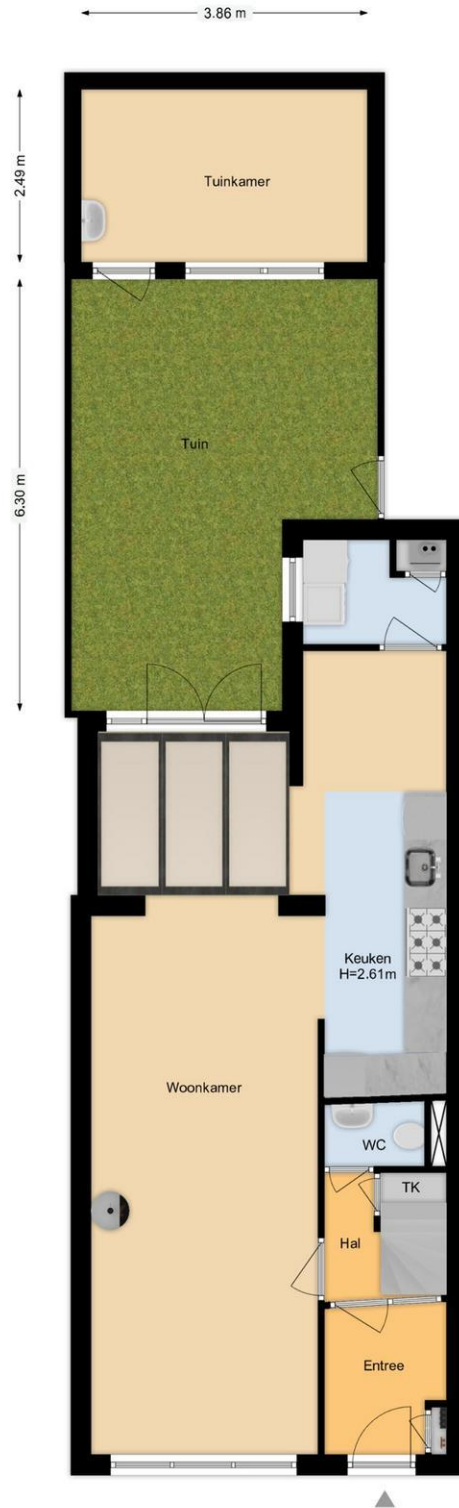 3.86 m
2.49 m
Tuinkamer
6.30 m
Tuin
Keuken
H=2.61m
Woonkamer
WC
TK
Hal
Entree